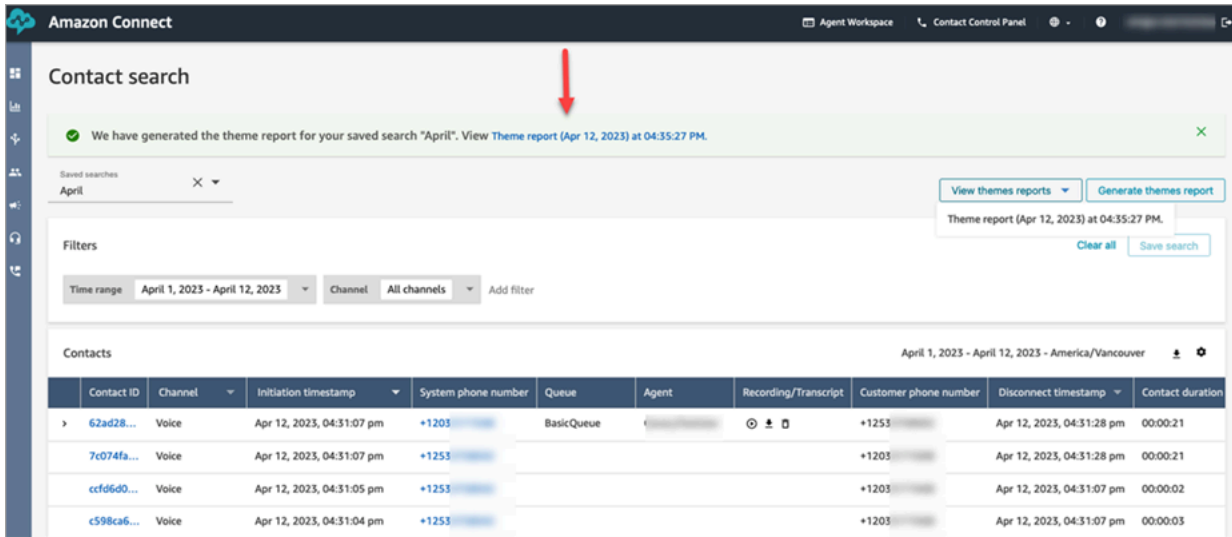 Amazon Connect
Agent Workspace
Contact Control Panel
Contact search
We have generated the theme report for your saved search "April". View Theme report (Apr 12, 2023) at 04:35:27 PM.
Saved searches
April
View themes reports
Generate themes report
Theme report (Apr 12, 2023) at 04:35:27 PM.
Filters
Clear all
Save search
Time range April 1, 2023 - April 12, 2023 Channel All channels Add filter
Contacts
April 1, 2023 - April 12, 2023 - America/Vancouver
Contact ID Channel Initiation timestamp System phone number Queue Agent Recording/Transcript Customer phone number Disconnect timestamp Contact duration
62ad28... Voice Apr 12, 2023, 04:31:07 pm +1203 BasicQueue +1253 Apr 12, 2023, 04:31:28 pm 00:00:21
7c074fa... Voice Apr 12, 2023, 04:31:07 pm +1253 +1203 Apr 12, 2023, 04:31:28 pm 00:00:21
ccfd6d0... Voice Apr 12, 2023, 04:31:05 pm +1253 +1203 Apr 12, 2023, 04:31:07 pm 00:00:02
c598ca6... Voice Apr 12, 2023, 04:31:04 pm +1253 +1203 Apr 12, 2023, 04:31:07 pm 00:00:03